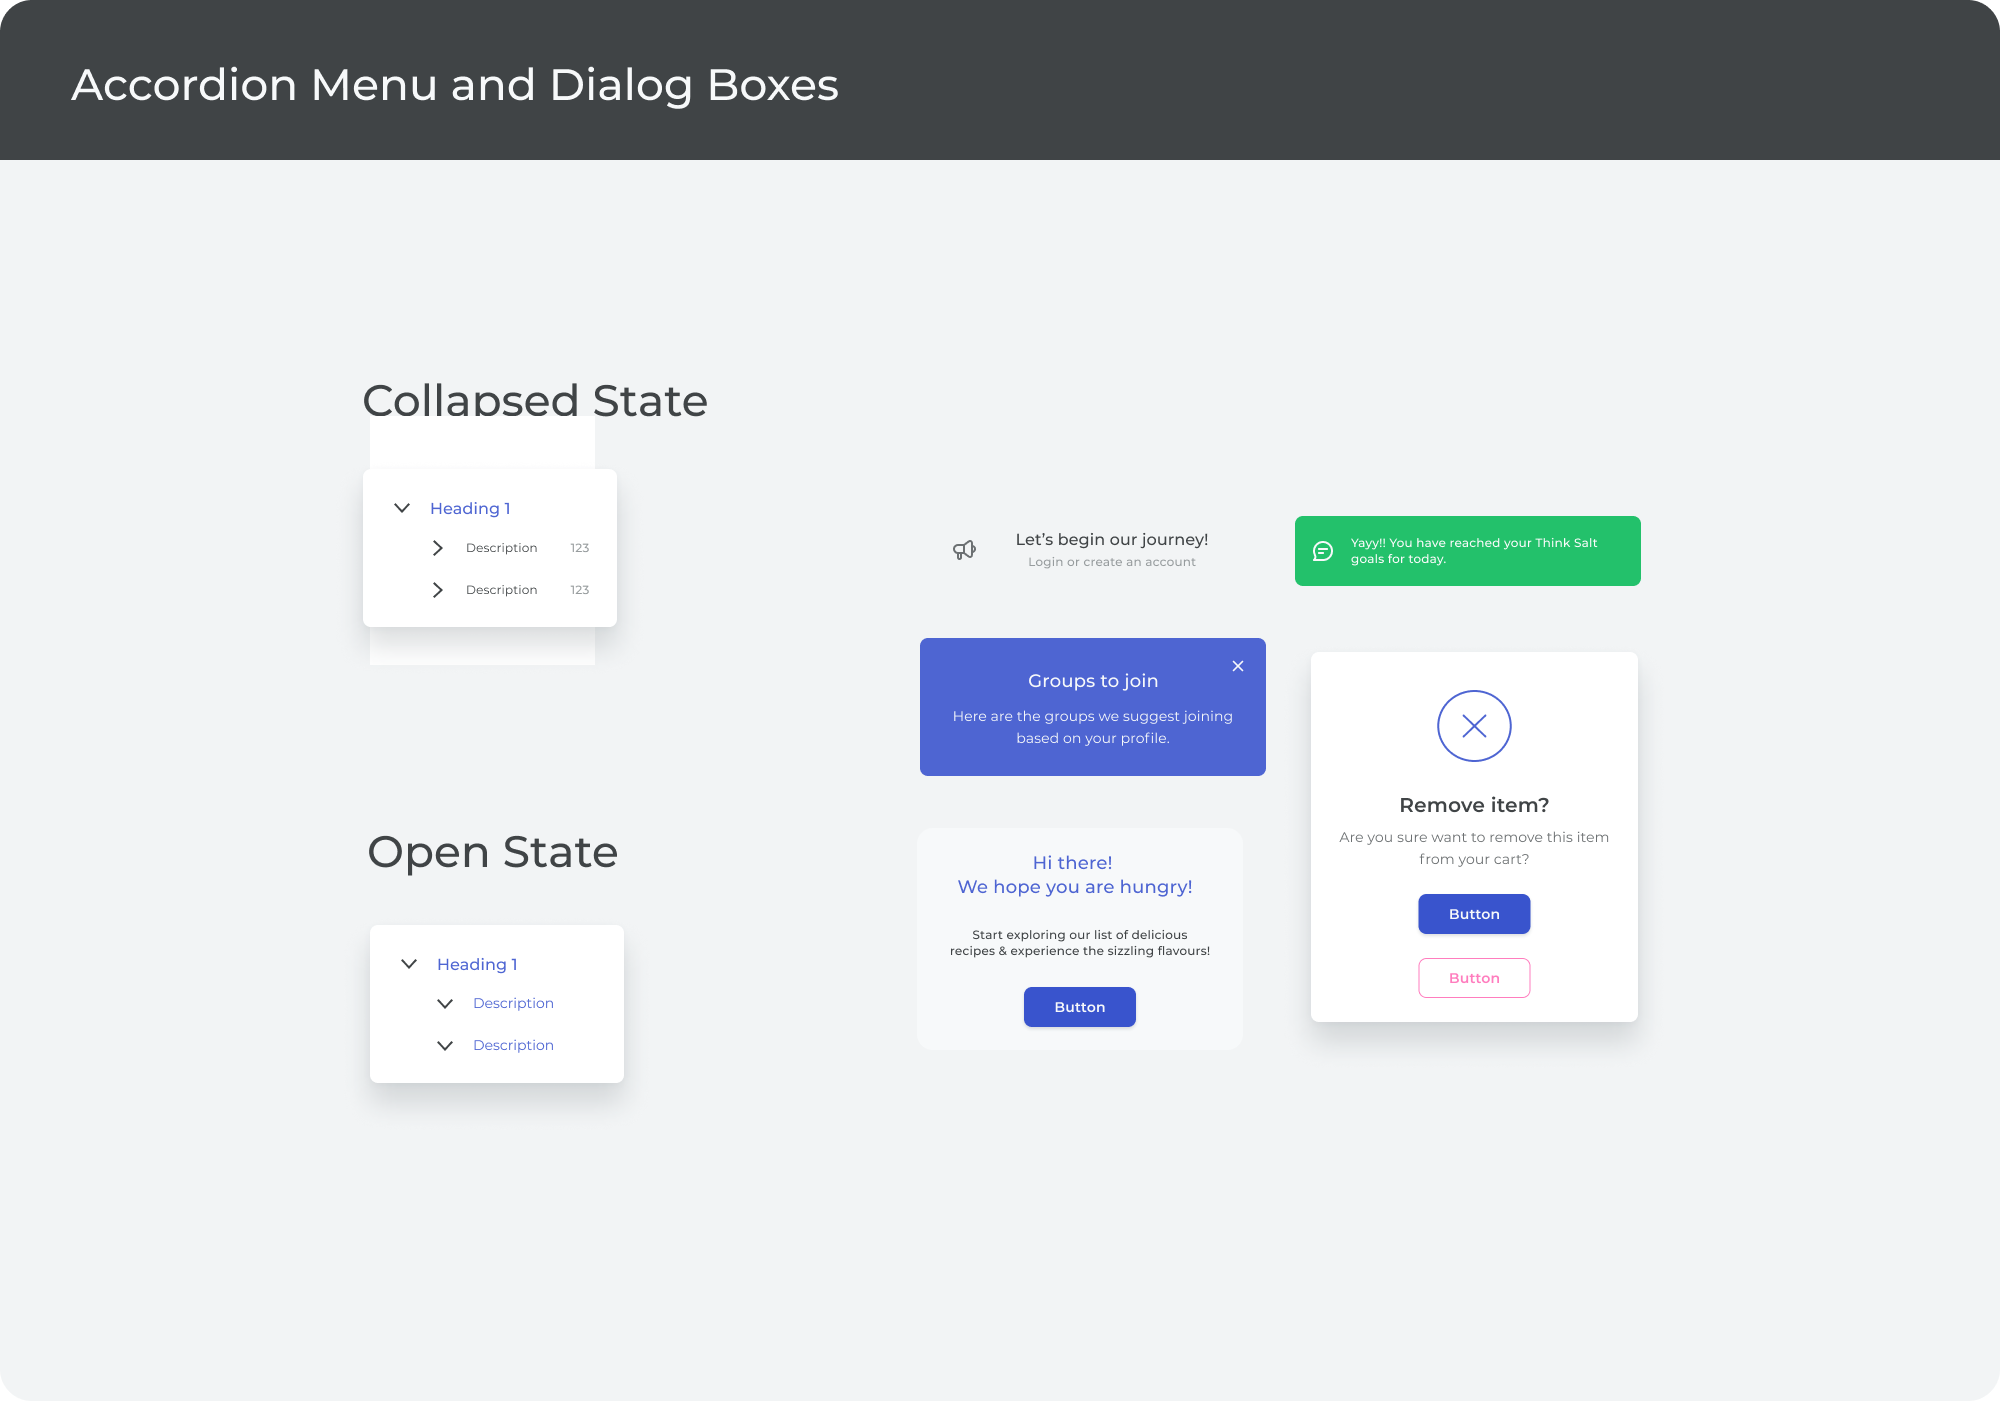 Accordion Menu and Dialog Boxes
Collapsed State
Heading 1
Description 123
Description 123
Open State
Heading 1
Description
Description
Let’s begin our journey!
Login or create an account
Yayy!! You have reached your Think Salt
goals for today.
Groups to join
Here are the groups we suggest joining
based on your profile.
Hi there!
We hope you are hungry!
Start exploring our list of delicious
recipes & experience the sizzling flavours!
Button
Remove item?
Are you sure want to remove this item
from your cart?
Button
Button